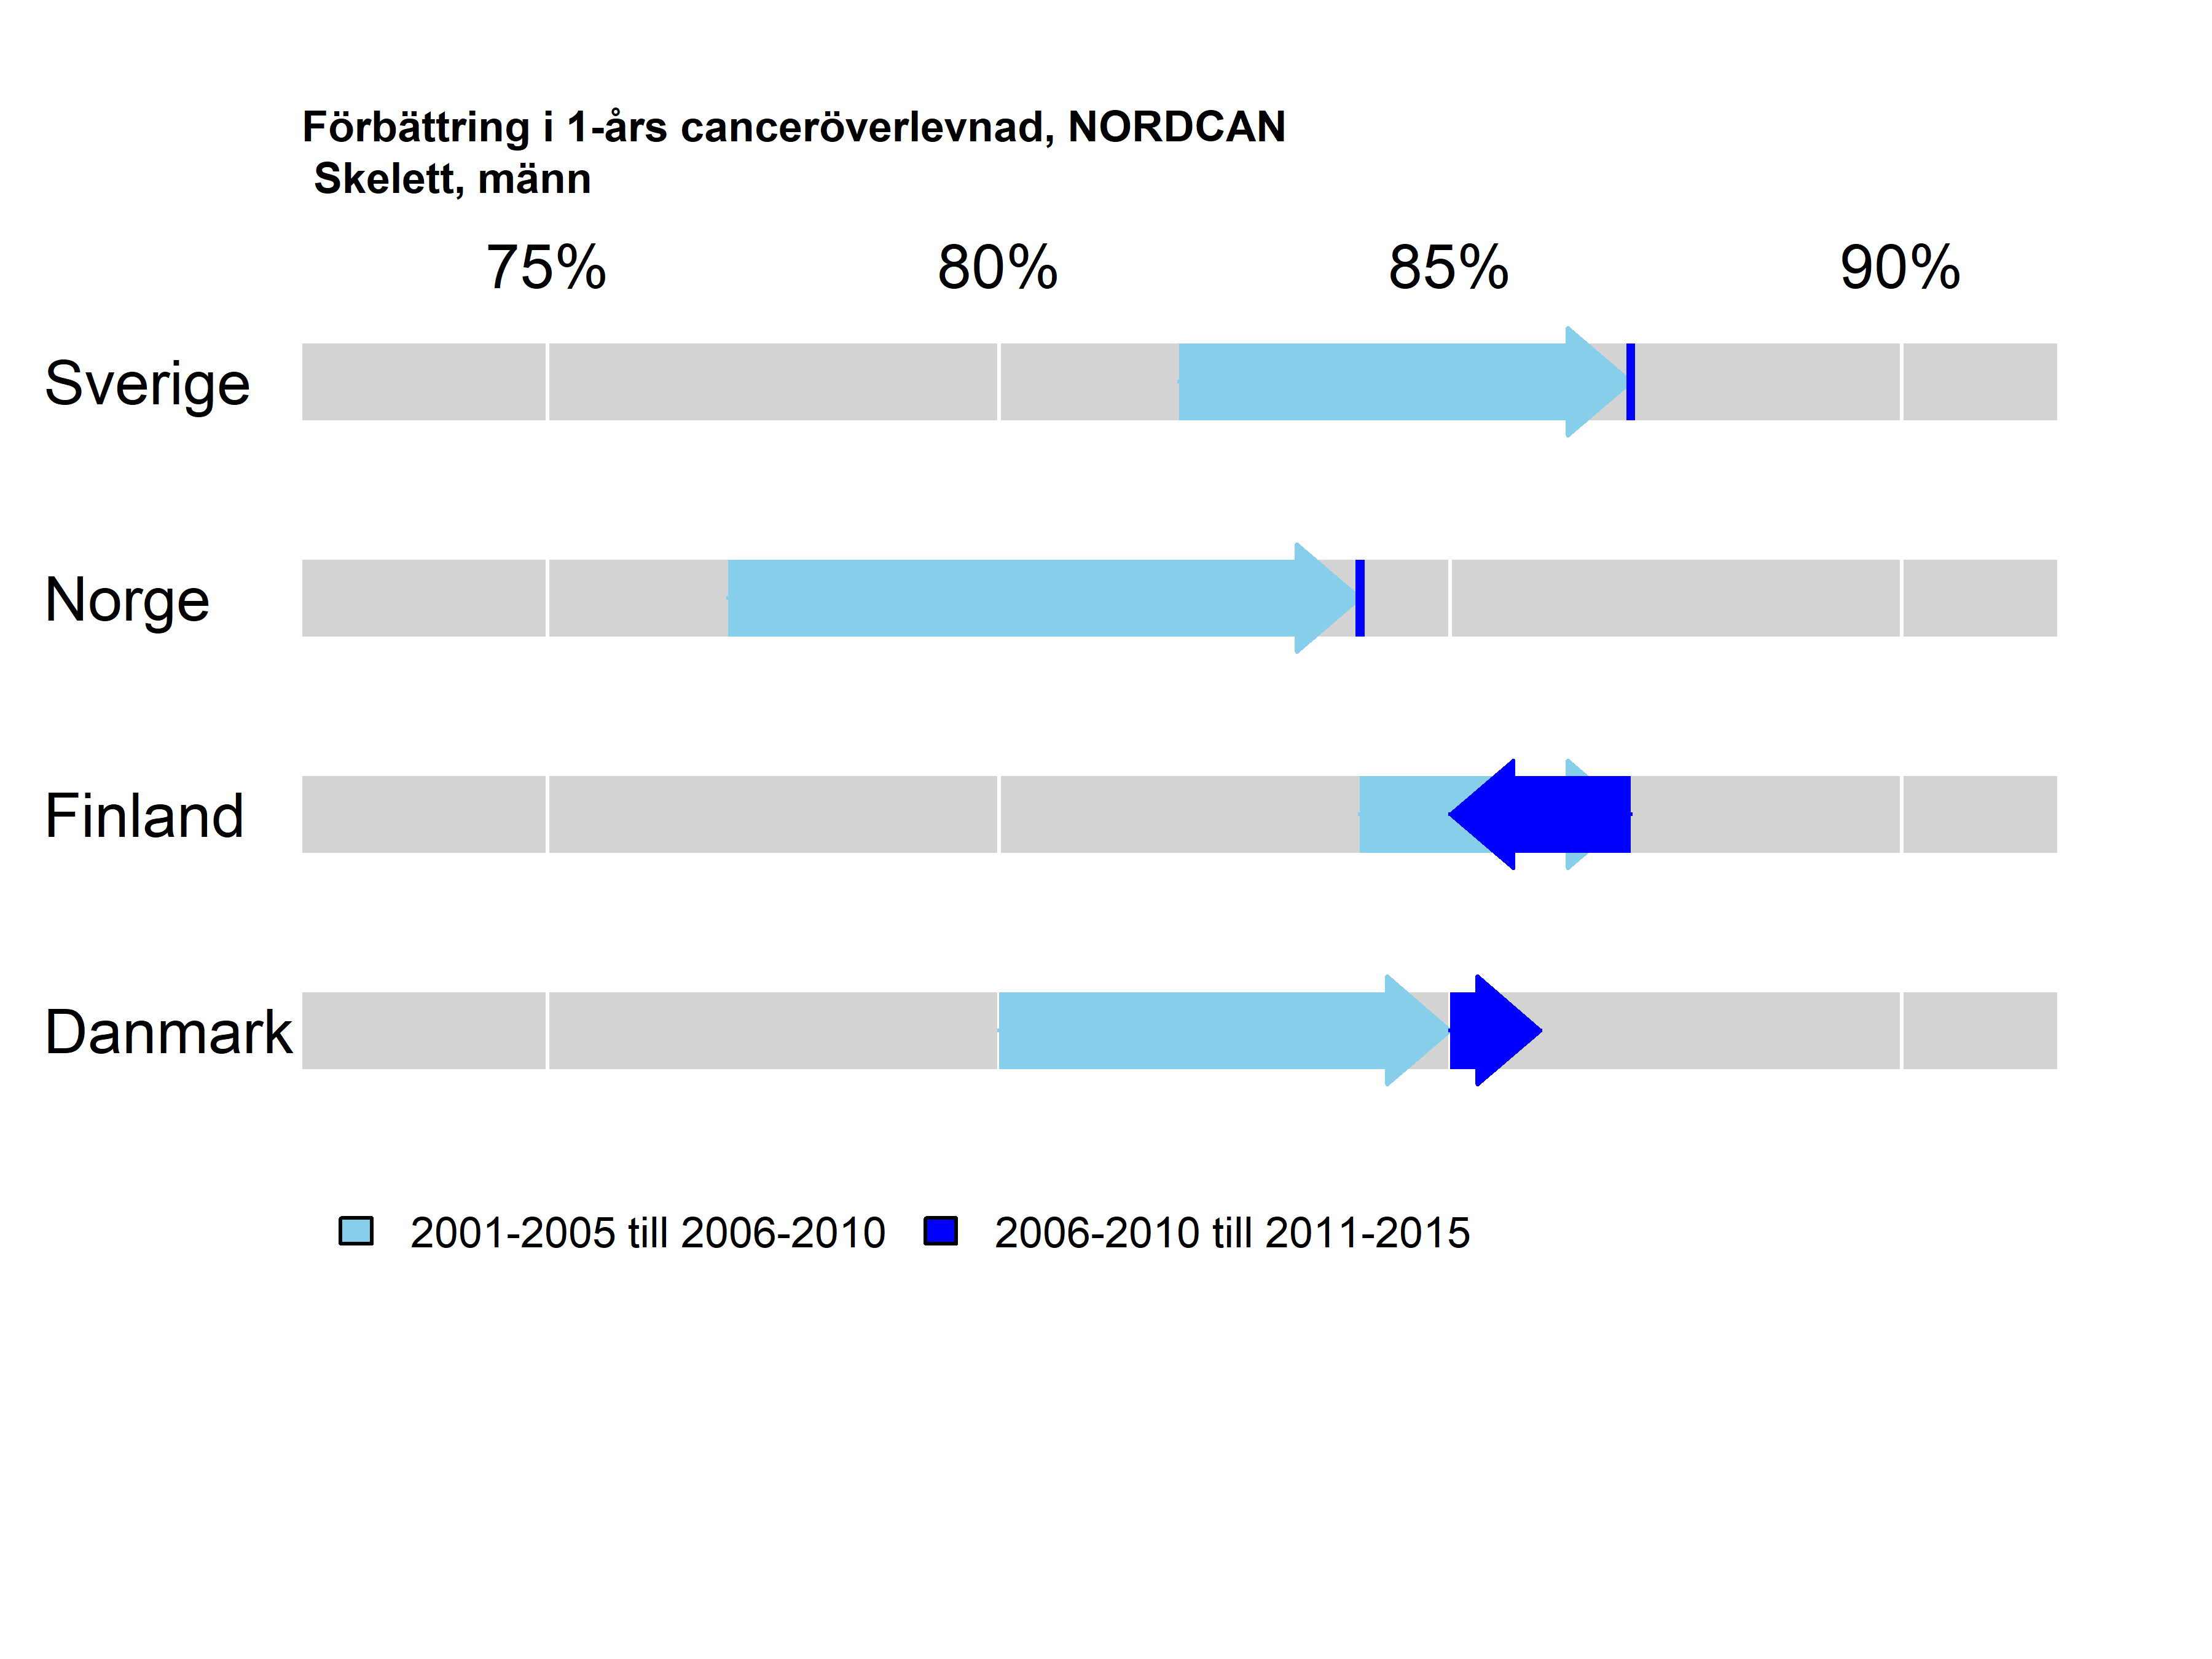 Förbättring i 1-års canceröverlevnad, NORDCAN
Skelett, männ
75% 80% 85% 90%
Sverige
Norge
Finland
Danmark
2001-2005 till 2006-2010 2006-2010 till 2011-2015